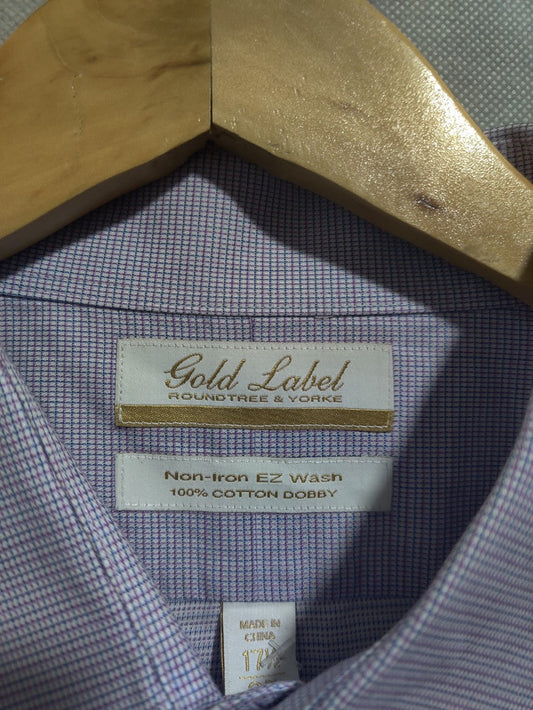 Gold Label
ROUNDTREE & YORKE
Non-Iron EZ Wash
100% COTTON DOBBY
MADE IN
CHINA
17½